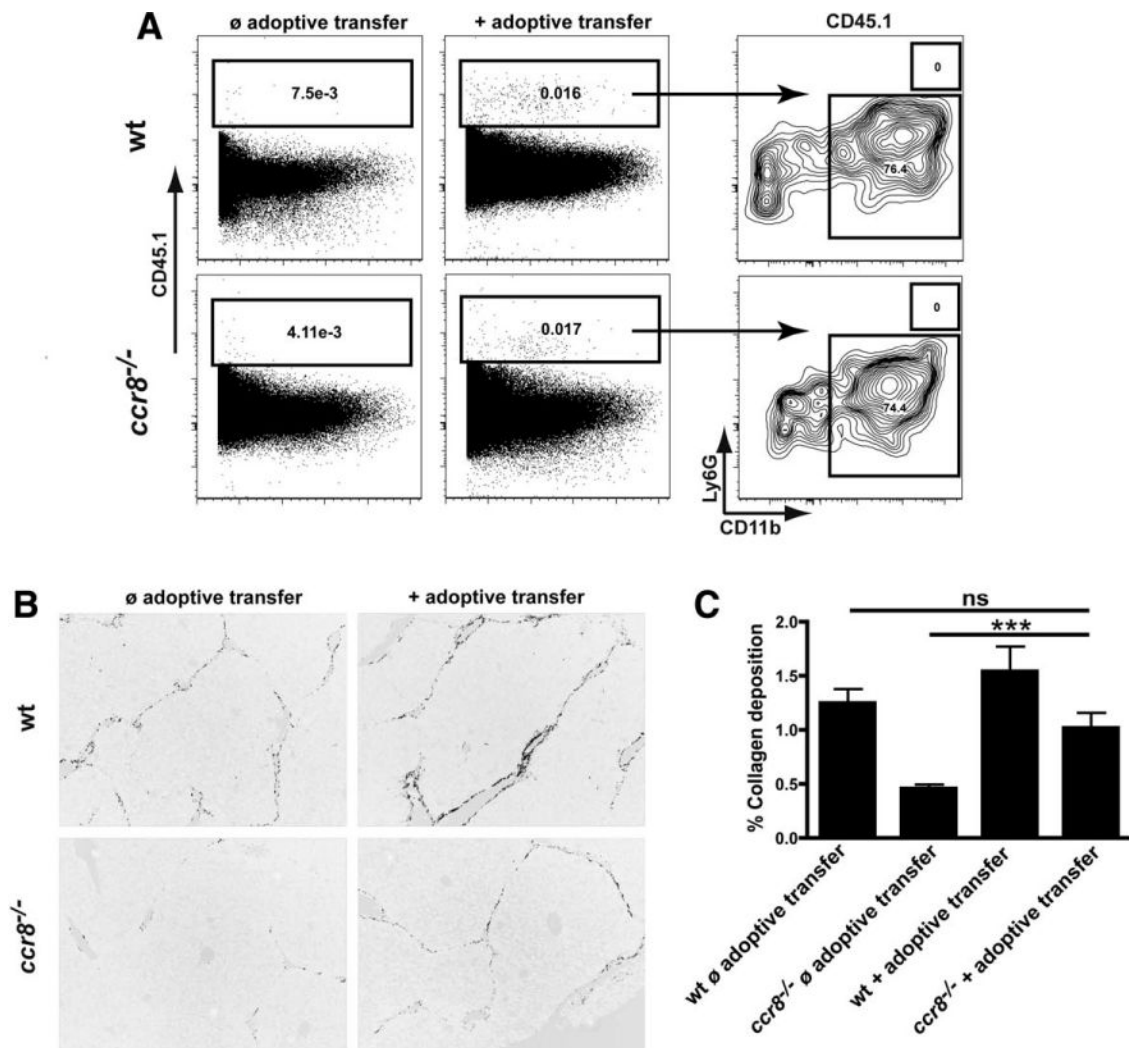 A
ø adoptive transfer
+ adoptive transfer
CD45.1
wt
7.5e-3
0.016
0
76.4
CD45.1
ccr8-/-
4.11e-3
0.017
0
74.4
Ly6G
CD11b
B
ø adoptive transfer
+ adoptive transfer
wt
ccr8-/-
C
ns
***
% Collagen deposition
2.0
1.5
1.0
0.5
0.0
wt ø adoptive transfer
ccr8-/- ø adoptive transfer
wt + adoptive transfer
ccr8-/- + adoptive transfer